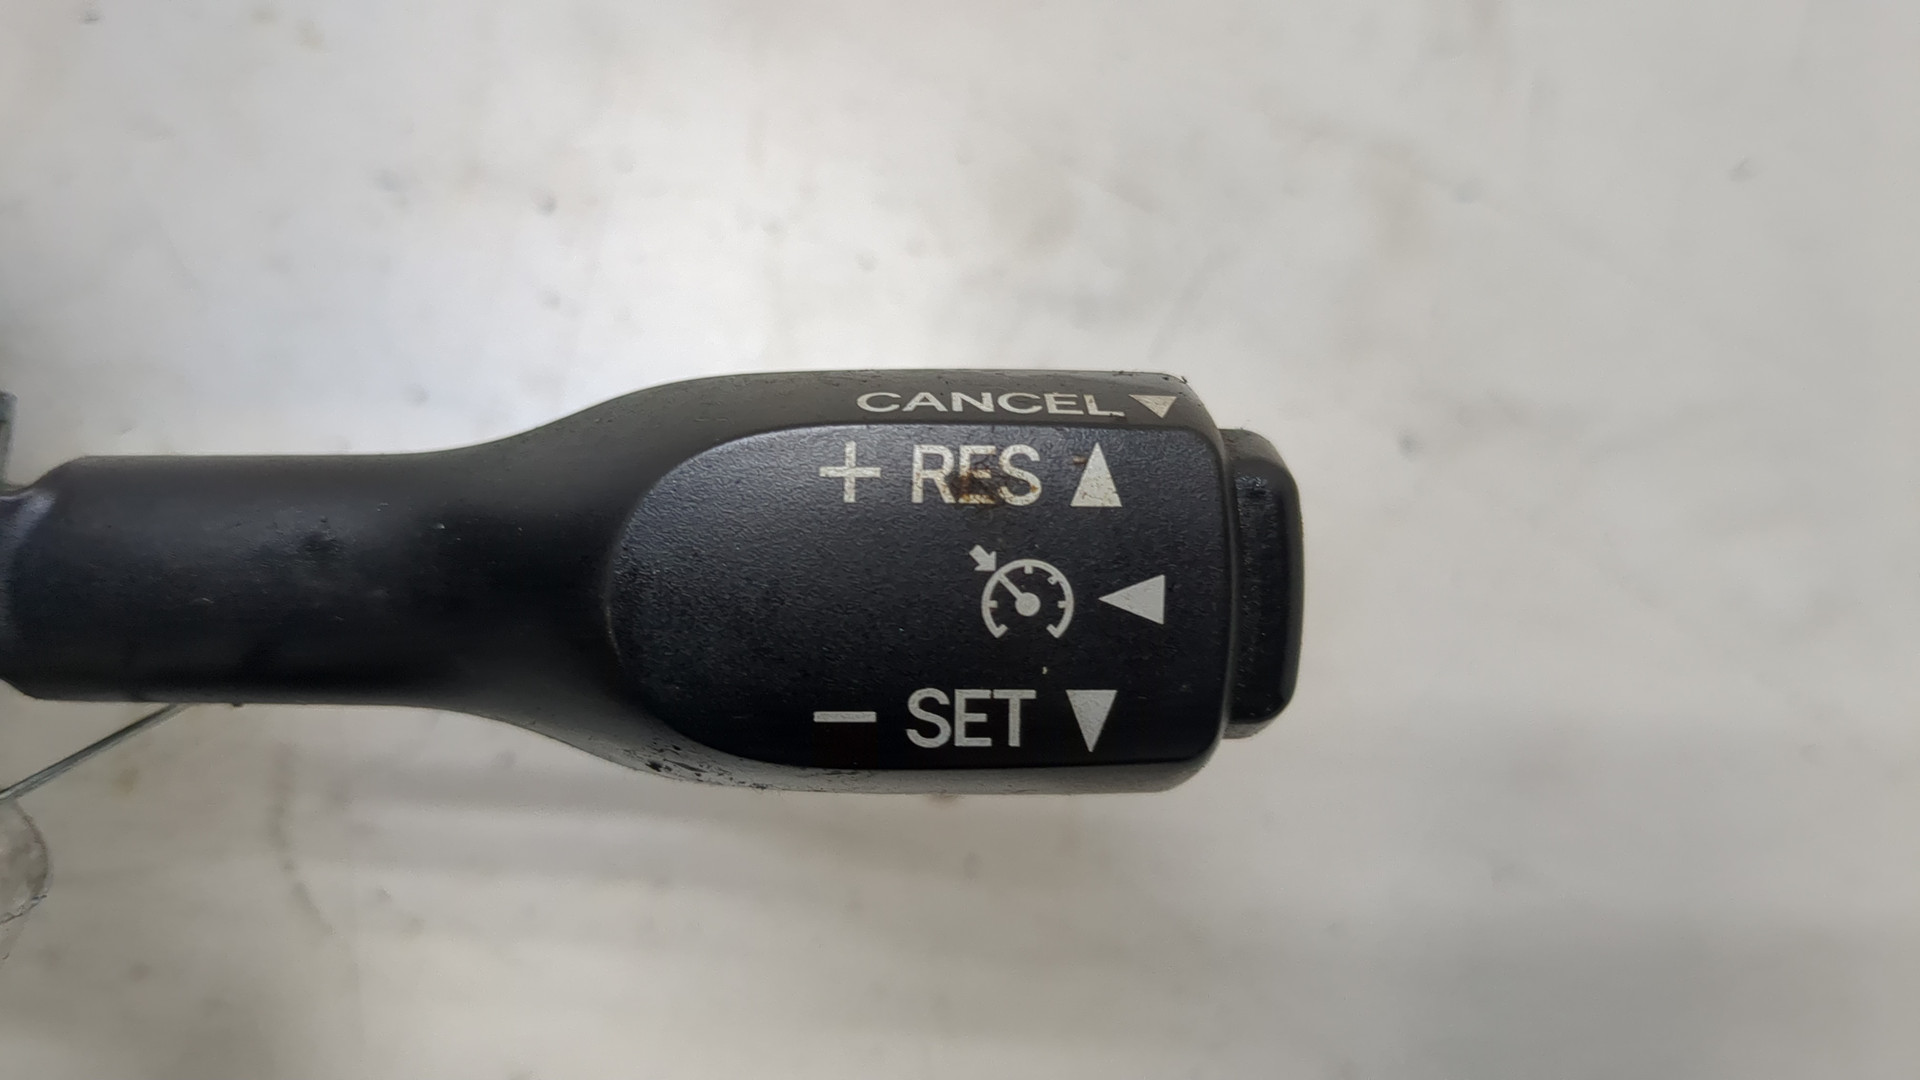 CANCEL ▼
+ RES ▲
◀
− SET ▼